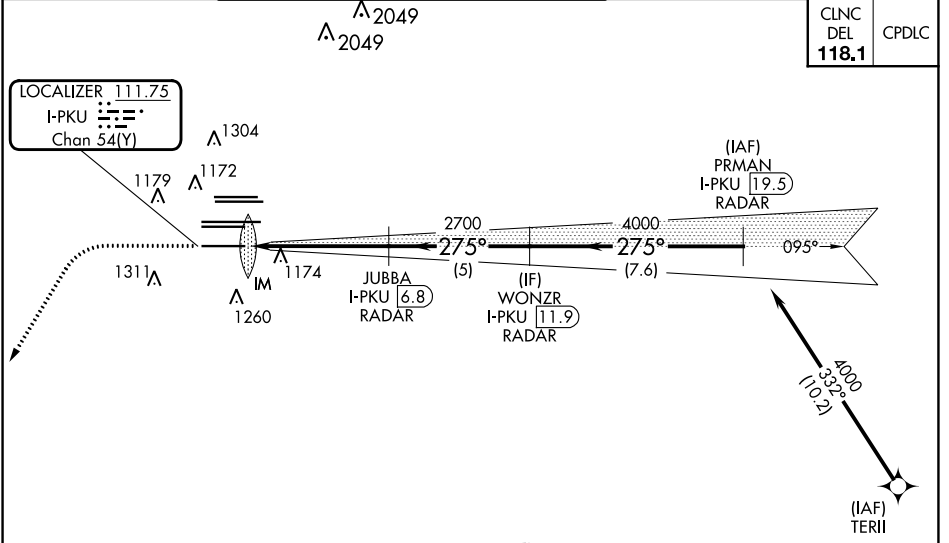 2049
2049
CLNC
DEL
118.1
CPDLC
LOCALIZER 111.75
I-PKU
Chan 54(Y)
1304
1172
1179
1311
1260
IM
1174
2700
275°
(5)
4000
275°
(7.6)
095°
JUBBA
I-PKU 6.8
RADAR
(IF)
WONZR
I-PKU 11.9
RADAR
(IAF)
PRMAN
I-PKU 19.5
RADAR
4000
332°
(10.2)
(IAF)
TERII